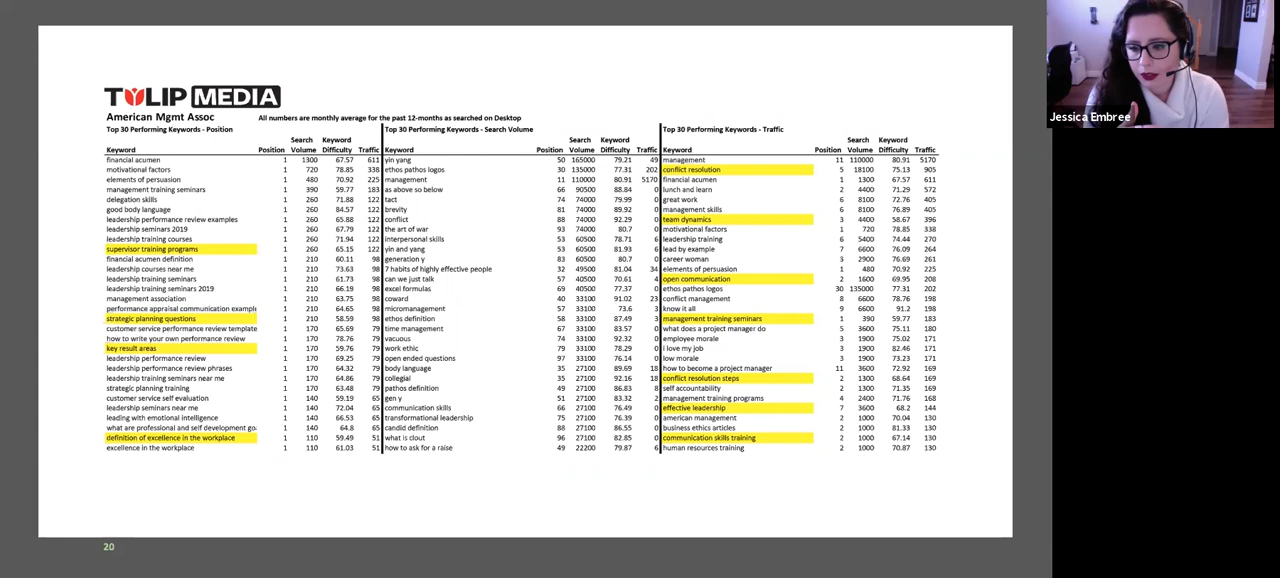 TULIP MEDIA
American Mgmt Assoc All numbers are monthly average for the past 12-months as searched on Desktop
Top 30 Performing Keywords - Position Top 30 Performing Keywords - Search Volume Top 30 Performing Keywords - Traffic
Search Keyword Search Keyword Search Keyword
Keyword Position Volume Difficulty Traffic Keyword Position Volume Difficulty Traffic Keyword Position Volume Difficulty Traffic
financial acumen 1 1300 67.57 611 yin yang 50 165000 79.21 49 management 11 110000 80.91 5170
motivational factors 1 720 78.85 338 ethos pathos logos 30 135000 77.31 202 conflict resolution 5 18100 75.13 905
elements of persuasion 1 480 70.92 225 management 11 110000 80.91 5170 financial acumen 1 1300 67.57 611
management training seminars 1 390 59.77 183 as above so below 66 90500 88.84 0 lunch and learn 2 4400 71.29 572
delegation skills 1 260 71.88 122 tact 74 74000 79.99 0 great work 6 8100 72.76 405
good body language 1 260 84.57 122 brevity 81 74000 89.92 0 management skills 6 8100 76.89 405
leadership performance review examples 1 260 65.88 122 conflict 88 74000 92.29 0 team dynamics 3 4400 58.67 396
leadership seminars 2019 1 260 67.79 122 the art of war 93 74000 80.7 0 motivational factors 1 720 78.85 338
leadership training courses 1 260 71.94 122 interpersonal skills 53 60500 78.71 6 leadership training 6 5400 74.44 270
supervisor training programs 1 260 65.15 122 yin and yang 53 60500 81.93 6 lead by example 7 6600 76.09 264
financial acumen definition 1 210 60.11 98 generation y 83 60500 80.7 0 career woman 3 2900 76.69 261
leadership courses near me 1 210 73.63 98 7 habits of highly effective people 32 49500 81.04 34 elements of persuasion 1 480 70.92 225
leadership training seminars 1 210 61.73 98 can we just talk 57 40500 70.61 4 open communication 2 1600 69.95 208
leadership training seminars 2019 1 210 66.19 98 excel formulas 69 40500 77.37 0 ethos pathos logos 30 135000 77.31 202
management association 1 210 63.75 98 coward 40 33100 91.02 23 conflict management 8 6600 78.76 198
performance appraisal communication example 1 210 64.65 98 micromanagement 57 33100 73.6 3 know it all 9 6600 91.2 198
strategic planning questions 1 210 58.59 98 ethos definition 58 33100 87.49 3 management training seminars 1 390 59.77 183
customer service performance review template 1 170 65.69 79 time management 67 33100 83.57 0 what does a project manager do 5 3600 75.11 180
how to write your own performance review 1 170 78.76 79 vacuous 74 33100 92.32 0 employee morale 3 1900 75.02 171
key result areas 1 170 59.76 79 work ethic 79 33100 78.29 0 i love my job 3 1900 82.46 171
leadership performance review 1 170 69.25 79 open ended questions 97 33100 76.14 0 low morale 3 1900 73.23 171
leadership performance review phrases 1 170 64.32 79 body language 35 27100 89.69 18 how to become a project manager 11 3600 72.92 169
leadership training seminars near me 1 170 64.86 79 collegial 35 27100 92.16 18 conflict resolution steps 2 1300 68.64 169
strategic planning training 1 170 63.48 79 pathos definition 49 27100 86.83 8 self accountability 2 1300 71.35 169
customer service self evaluation 1 140 59.19 65 gen y 51 27100 83.32 2 management training programs 4 2400 71.76 168
leadership seminars near me 1 140 72.04 65 communication skills 66 27100 76.49 0 effective leadership 7 3600 68.2 144
leading with emotional intelligence 1 140 66.53 65 transformational leadership 75 27100 76.39 0 american management 2 1000 70.04 130
what are professional and self development goa 1 140 64.8 65 candid definition 88 27100 86.55 0 business ethics articles 2 1000 81.33 130
definition of excellence in the workplace 1 110 59.49 51 what is clout 96 27100 82.85 0 communication skills training 2 1000 67.14 130
excellence in the workplace 1 110 61.03 51 how to ask for a raise 49 22200 79.87 6 human resources training 2 1000 70.87 130
20
Jessica Embree